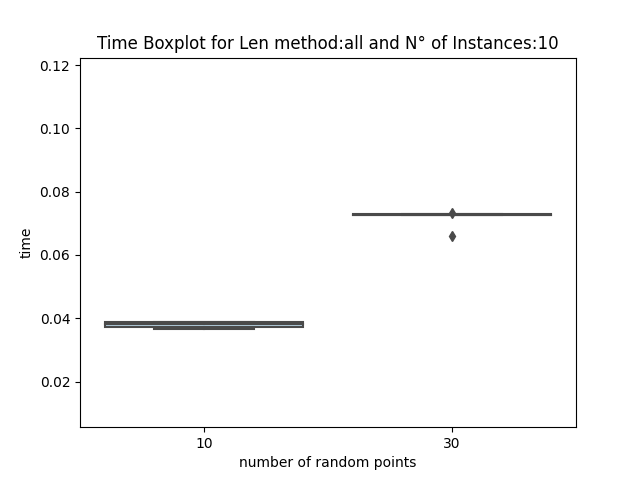 Time Boxplot for Len method:all and N° of Instances:10
0.12
0.10
0.08
0.06
0.04
0.02
time
10
30
number of random points